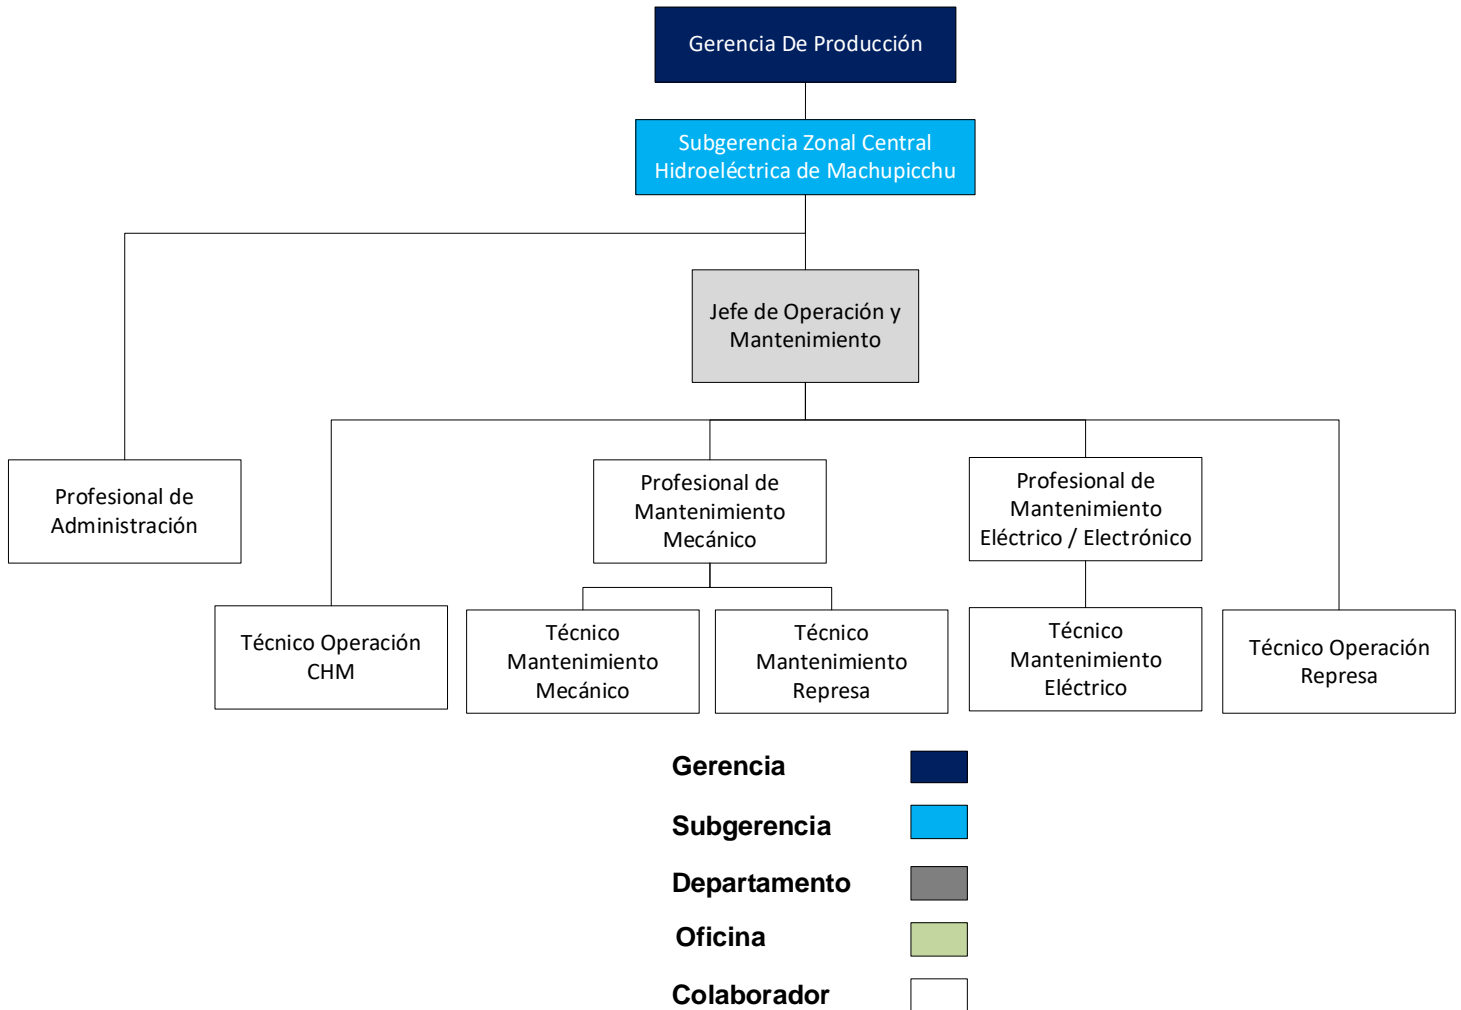 Gerencia De Producción
Subgerencia Zonal Central
Hidroeléctrica de Machupicchu
Jefe de Operación y
Mantenimiento
Profesional de
Administración
Profesional de
Mantenimiento
Mecánico
Profesional de
Mantenimiento
Eléctrico / Electrónico
Técnico Operación
CHM
Técnico
Mantenimiento
Mecánico
Técnico
Mantenimiento
Represa
Técnico
Mantenimiento
Eléctrico
Técnico Operación
Represa
Gerencia
Subgerencia
Departamento
Oficina
Colaborador